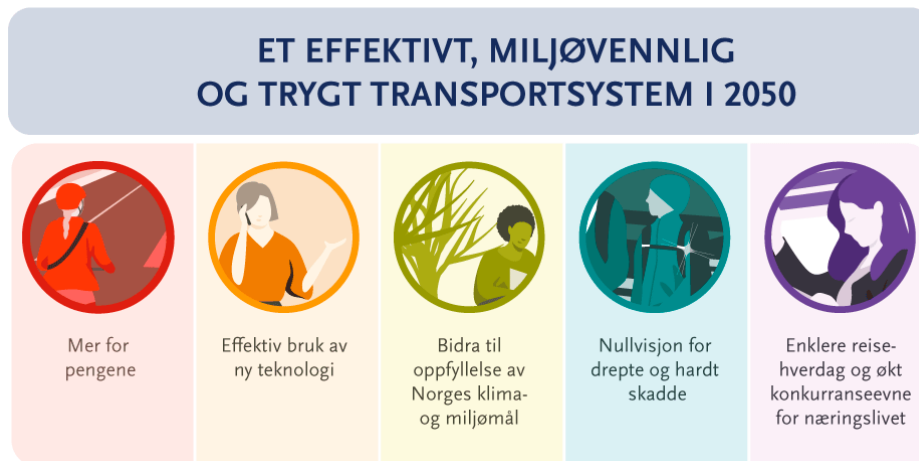 ET EFFEKTIVT, MILJØVENNLIG
OG TRYGT TRANSPORTSYSTEM I 2050
Mer for
pengene
Effektiv bruk av
ny teknologi
Bidra til
oppfyllelse av
Norges klima-
og miljømål
Nullvisjon for
drepte og hardt
skadde
Enklere reise-
hverdag og økt
konkurranseevne
for næringslivet